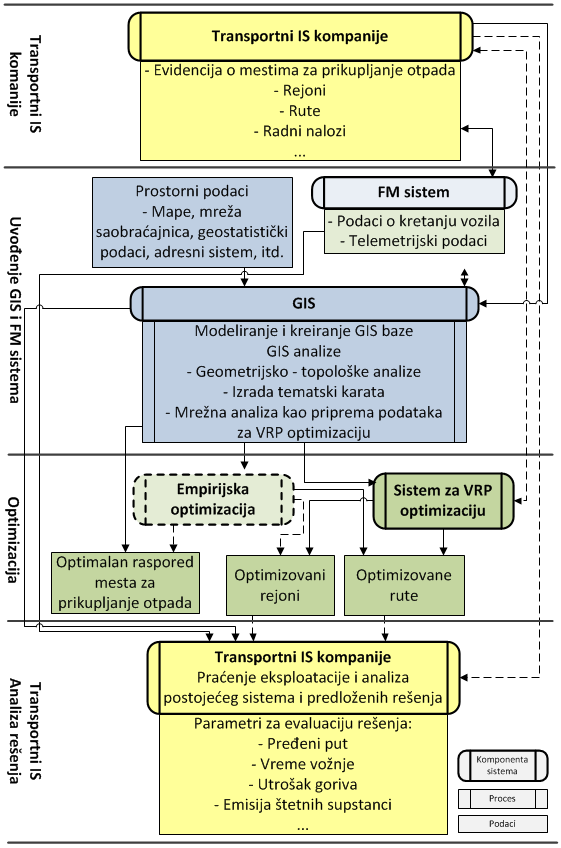 Transportni IS
komanije
Transportni IS kompanije
- Evidencija o mestima za prikupljanje otpada
- Rejoni
- Rute
- Radni nalozi
...
Uvođenje GIS i FM sistema
Prostorni podaci
- Mape, mreža
saobraćajnica, geostatistički
podaci, adresni sistem, itd.
FM sistem
- Podaci o kretanju vozila
- Telemetrijski podaci
GIS
Modeliranje i kreiranje GIS baze
GIS analize
- Geometrijsko - topološke analize
- Izrada tematski karata
- Mrežna analiza kao priprema podataka
za VRP optimizaciju
Optimizacija
Empirijska
optimizacija
Sistem za VRP
optimizaciju
Optimalan raspored
mesta za
prikupljanje otpada
Optimizovani
rejoni
Optimizovane
rute
Transportni IS
Analiza rešenja
Transportni IS kompanije
Praćenje eksploatacije i analiza
postojećeg sistema i predloženih rešenja
Parametri za evaluaciju rešenja:
- Pređeni put
- Vreme vožnje
- Utrošak goriva
- Emisija štetnih supstanci
...
Komponenta
sistema
Proces
Podaci